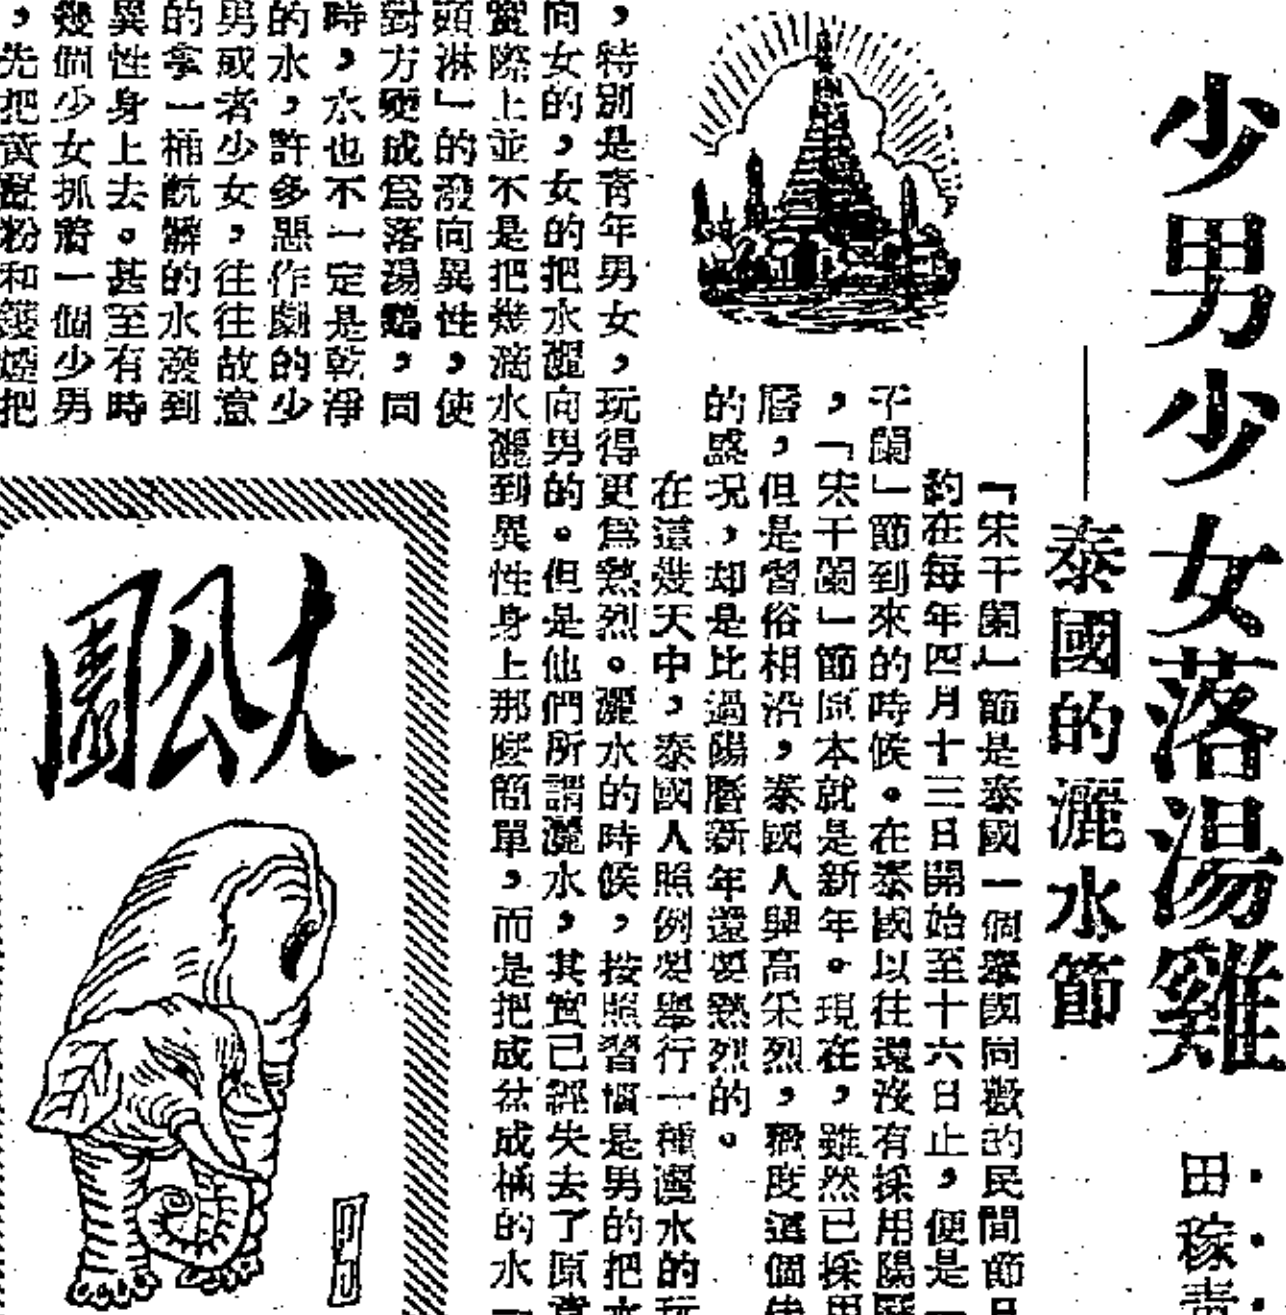 少男少女落湯雞
泰國的灑水節
田稼
「宋干闌」節是泰國一個舉國同歡的民間節日
約在每年四月十三日開始至十六日止，便是
干闌」節到來的時候。在泰國以往還沒有採用陽曆
，「宋干闌」節原本就是新年。現在，雖然已採用
曆，但是習俗相沿，泰國人興高采烈，歡度這個
的盛況，却是比過陽曆新年還要熱烈的。
在這幾天中，泰國人照例要舉行一種灑水的玩
，特別是青年男女，玩得更爲熱烈。灑水的時候，按照習慣是男的把水
向女的，女的把水灑向男的。但是他們所謂灑水，其實已經失去了原意
實際上並不是把幾滴水灑到異性身上那麽簡單，而是把成盆成桶的水「
頭淋」的潑向異性，使
對方變成爲落湯鷄，同
時，水也不一定是乾淨
的水，許多惡作劇的少
男或者少女，往往故意
的拿一桶骯髒的水潑到
異性身上去。甚至有時
幾個少女抓着一個少男
，先把黃薑粉和鑊煙把